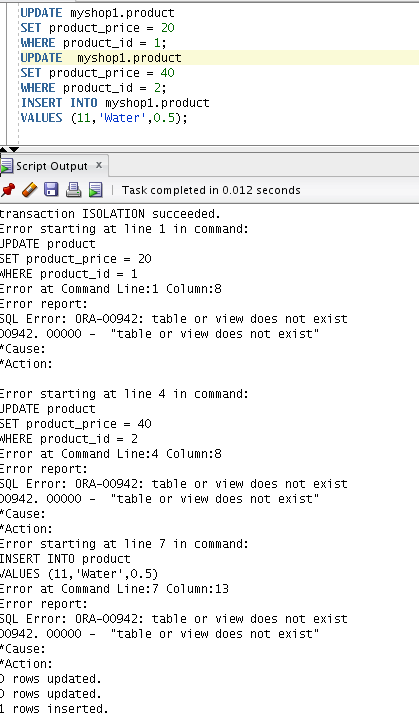 UPDATE myshop1.product
SET product_price = 20
WHERE product_id = 1;
UPDATE  myshop1.product
SET product_price = 40
WHERE product_id = 2;
INSERT INTO myshop1.product
VALUES (11,'Water',0.5);
Script Output x
Task completed in 0.012 seconds
transaction ISOLATION succeeded.
Error starting at line 1 in command:
UPDATE product
SET product_price = 20
WHERE product_id = 1
Error at Command Line:1 Column:8
Error report:
SQL Error: ORA-00942: table or view does not exist
00942. 00000 -  "table or view does not exist"
*Cause:
*Action:
Error starting at line 4 in command:
UPDATE product
SET product_price = 40
WHERE product_id = 2
Error at Command Line:4 Column:8
Error report:
SQL Error: ORA-00942: table or view does not exist
00942. 00000 -  "table or view does not exist"
*Cause:
*Action:
Error starting at line 7 in command:
INSERT INTO product
VALUES (11,'Water',0.5)
Error at Command Line:7 Column:13
Error report:
SQL Error: ORA-00942: table or view does not exist
00942. 00000 -  "table or view does not exist"
*Cause:
*Action:
0 rows updated.
0 rows updated.
1 rows inserted.